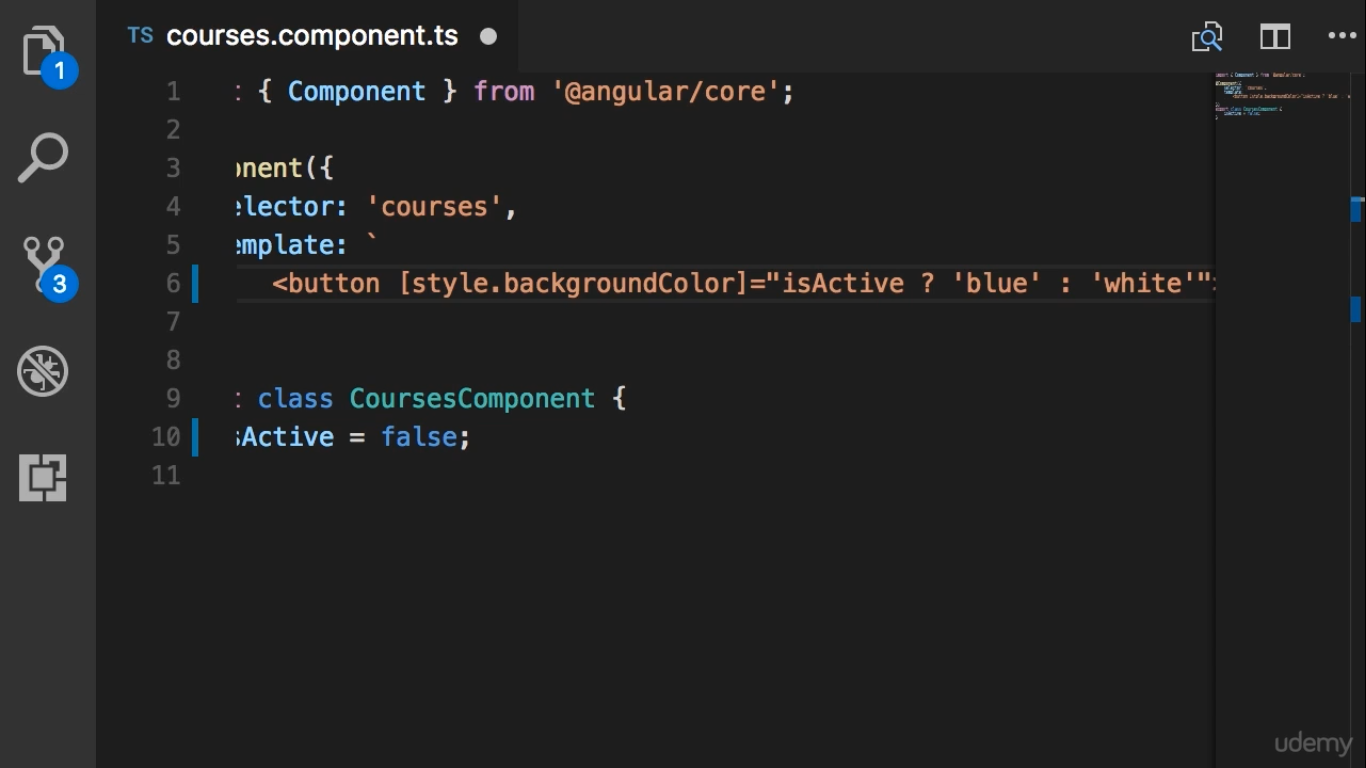 TS courses.component.ts
1
1 : { Component } from '@angular/core';
2
3 onent({
4 elector: 'courses',
5 emplate: `
3
6 <button [style.backgroundColor]="isActive ? 'blue' : 'white'">
7
8
9 : class CoursesComponent {
10 sActive = false;
11
udemy